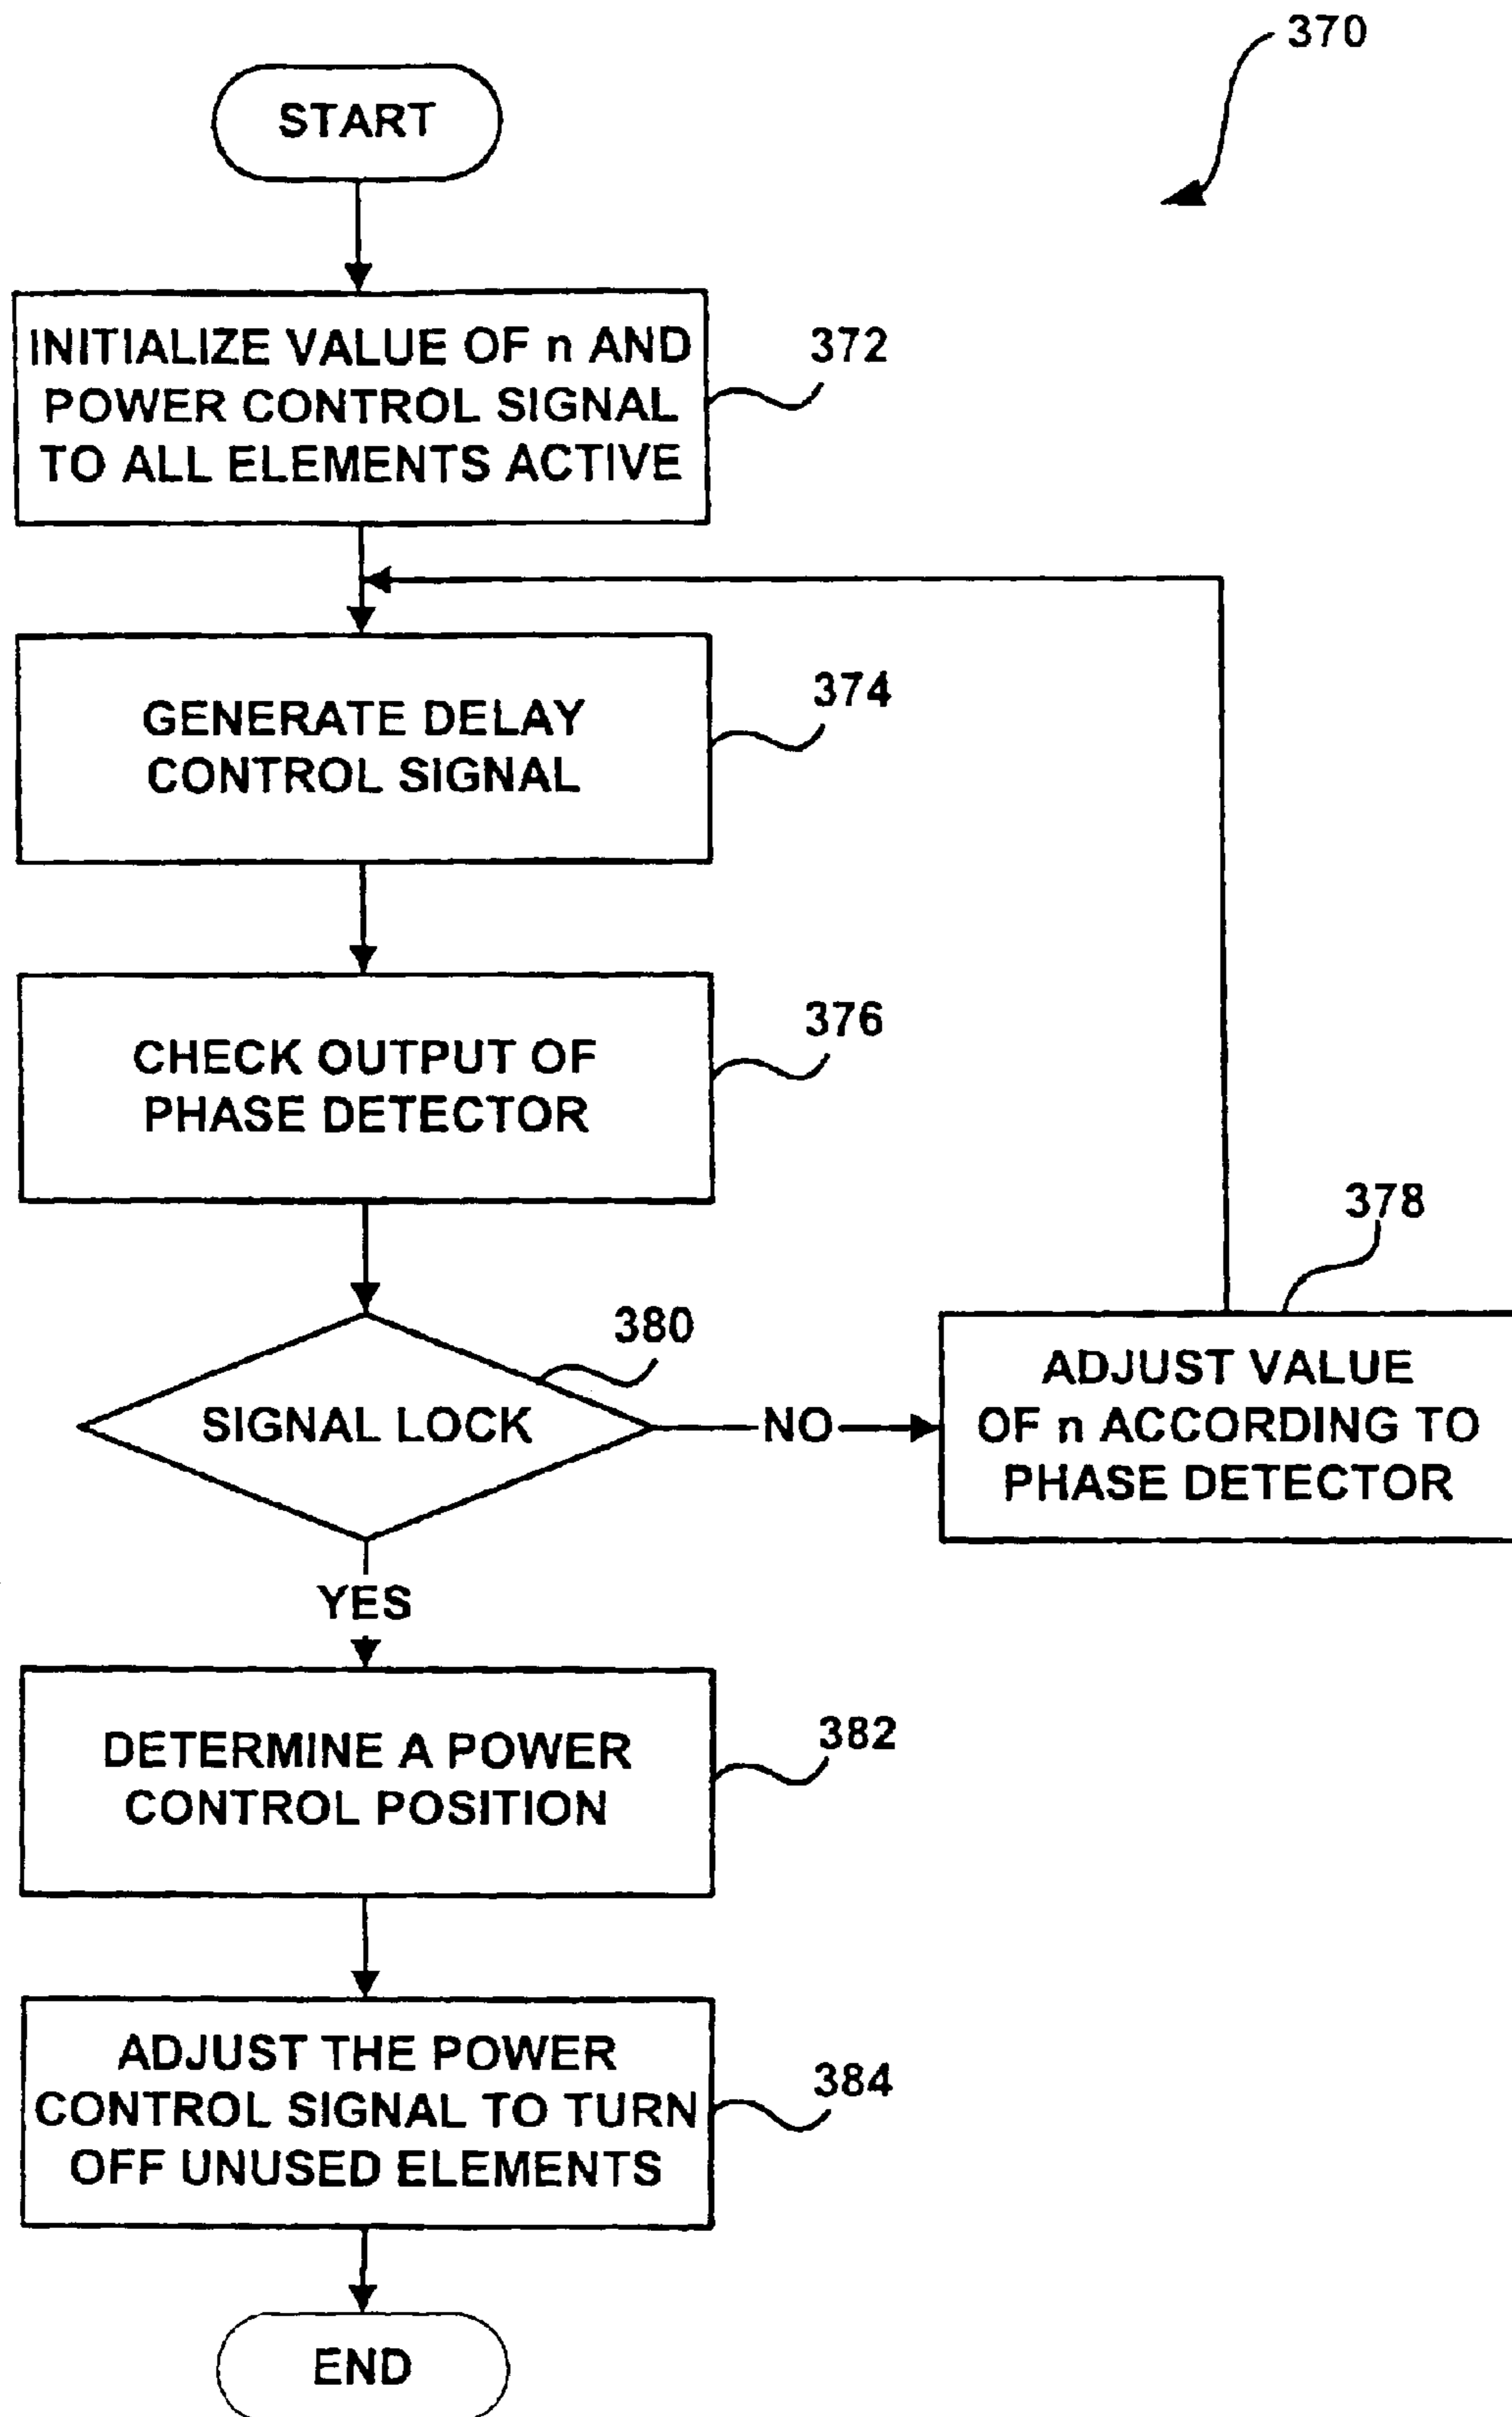 370
START
INITIALIZE VALUE OF n AND
POWER CONTROL SIGNAL
TO ALL ELEMENTS ACTIVE
372
GENERATE DELAY
CONTROL SIGNAL
374
CHECK OUTPUT OF
PHASE DETECTOR
376
SIGNAL LOCK
380
NO
ADJUST VALUE
OF n ACCORDING TO
PHASE DETECTOR
378
YES
DETERMINE A POWER
CONTROL POSITION
382
ADJUST THE POWER
CONTROL SIGNAL TO TURN
OFF UNUSED ELEMENTS
384
END